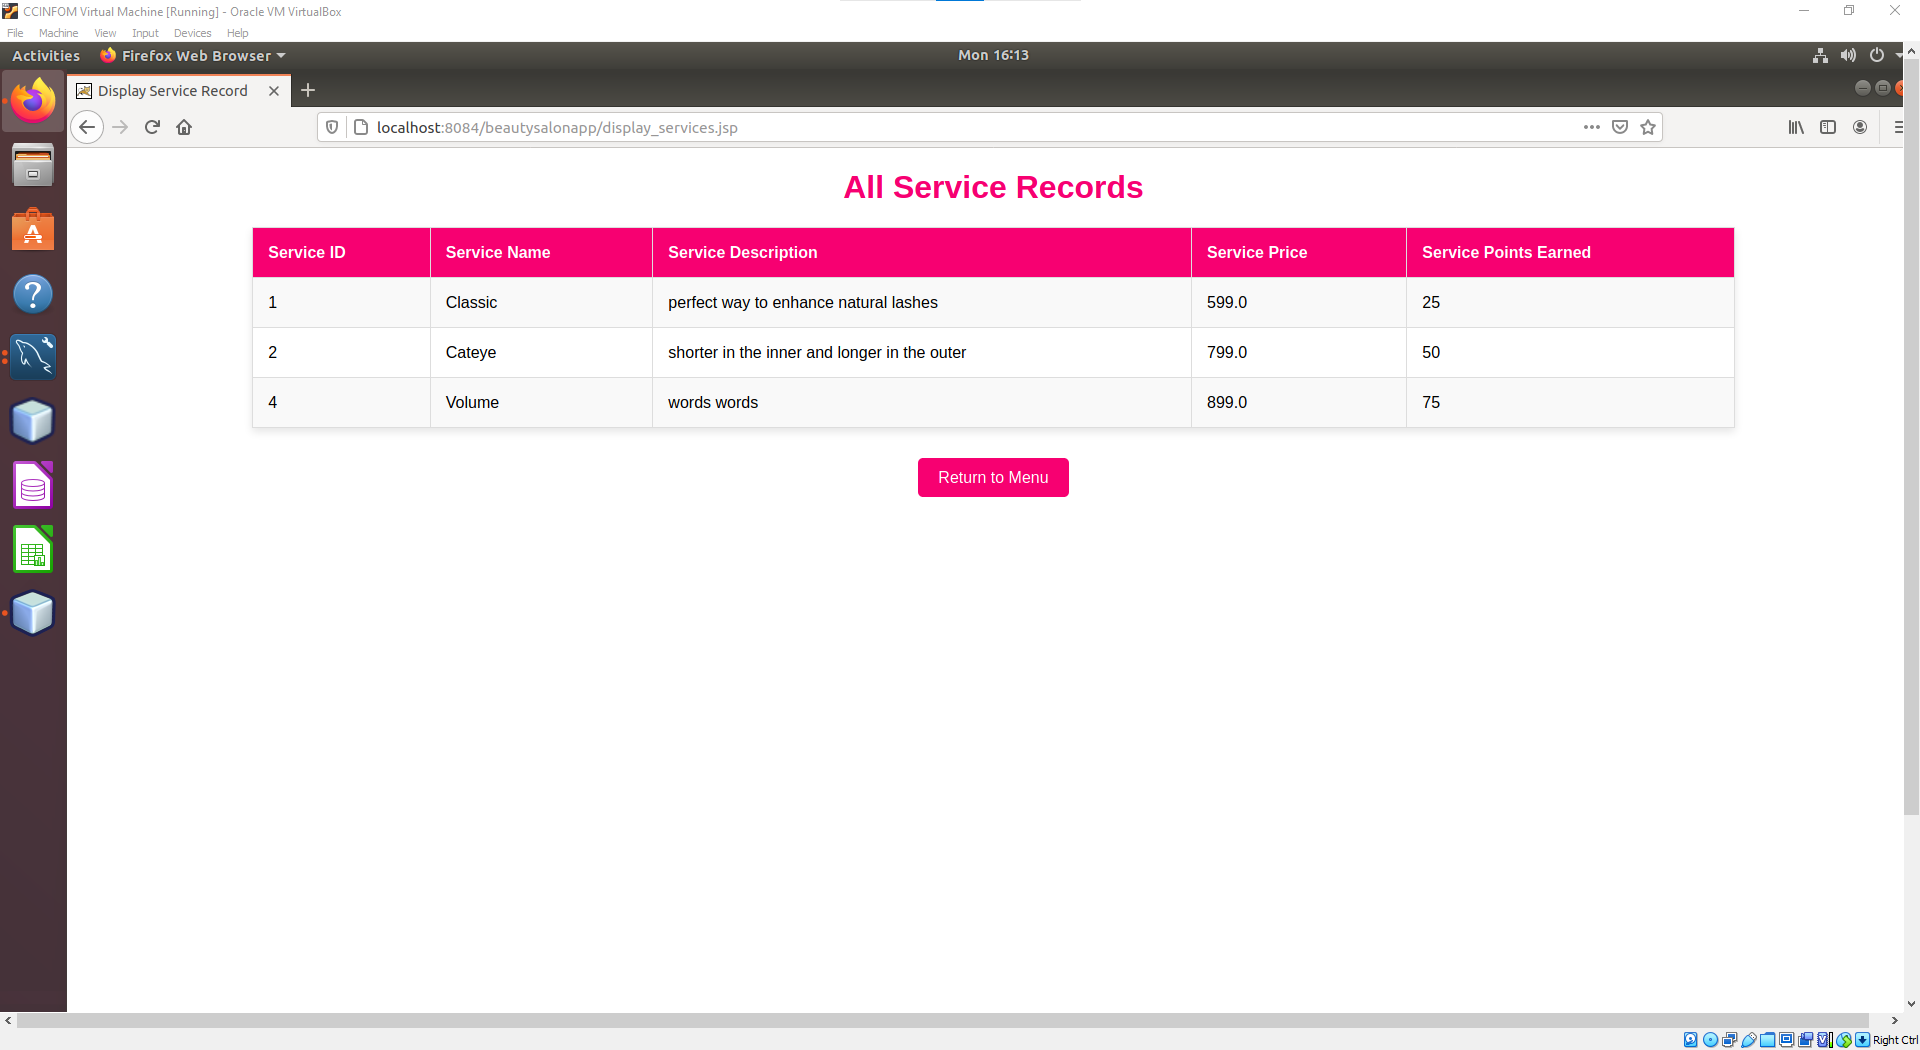 CCINFOM Virtual Machine [Running] - Oracle VM VirtualBox
File Machine View Input Devices Help
Activities Firefox Web Browser Mon 16:13
Display Service Record
localhost:8084/beautysalonapp/display_services.jsp
All Service Records
Service ID Service Name Service Description Service Price Service Points Earned
1 Classic perfect way to enhance natural lashes 599.0 25
2 Cateye shorter in the inner and longer in the outer 799.0 50
4 Volume words words 899.0 75
Return to Menu
Right Ctrl